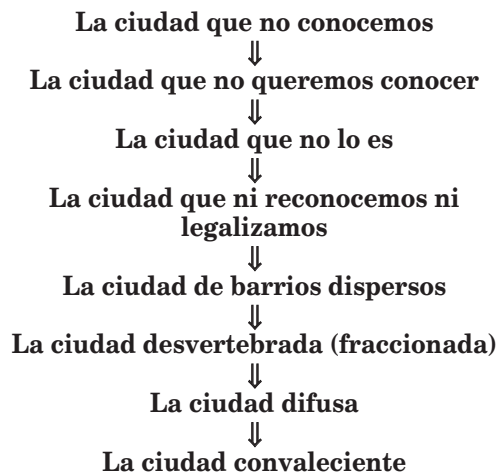 La ciudad que no conocemos
⇓
La ciudad que no queremos conocer
⇓
La ciudad que no lo es
⇓
La ciudad que ni reconocemos ni
legalizamos
⇓
La ciudad de barrios dispersos
⇓
La ciudad desvertebrada (fraccionada)
⇓
La ciudad difusa
⇓
La ciudad convaleciente